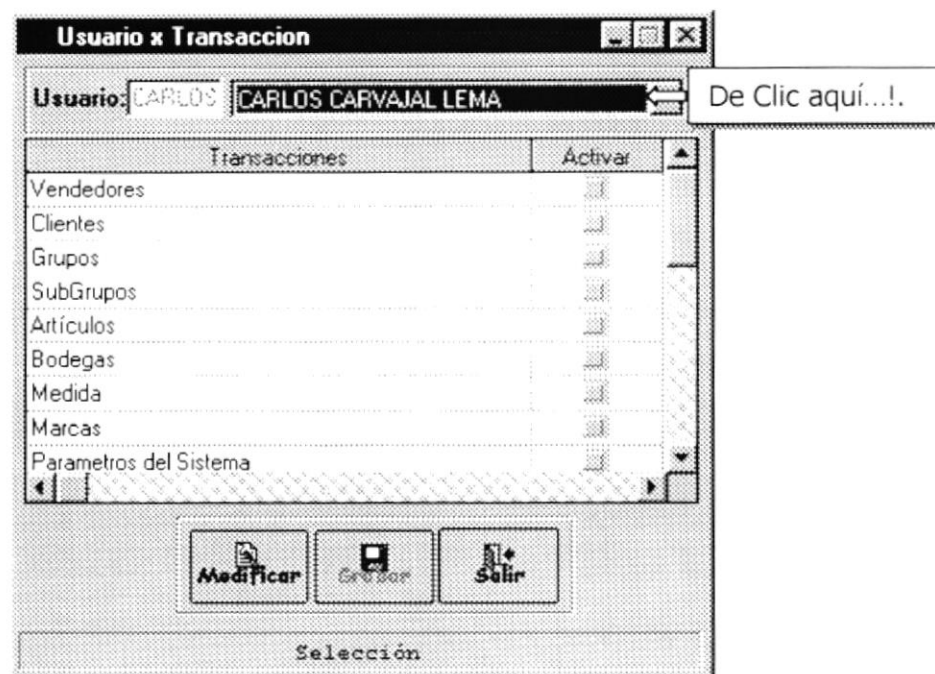 Usuario x Transaccion
Usuario: CARLOS CARLOS CARVAJAL LEMA
De Clic aquí...!.
Transacciones Activar
Vendedores
Clientes
Grupos
SubGrupos
Artículos
Bodegas
Medida
Marcas
Parametros del Sistema
Modificar Grabar Salir
Selección